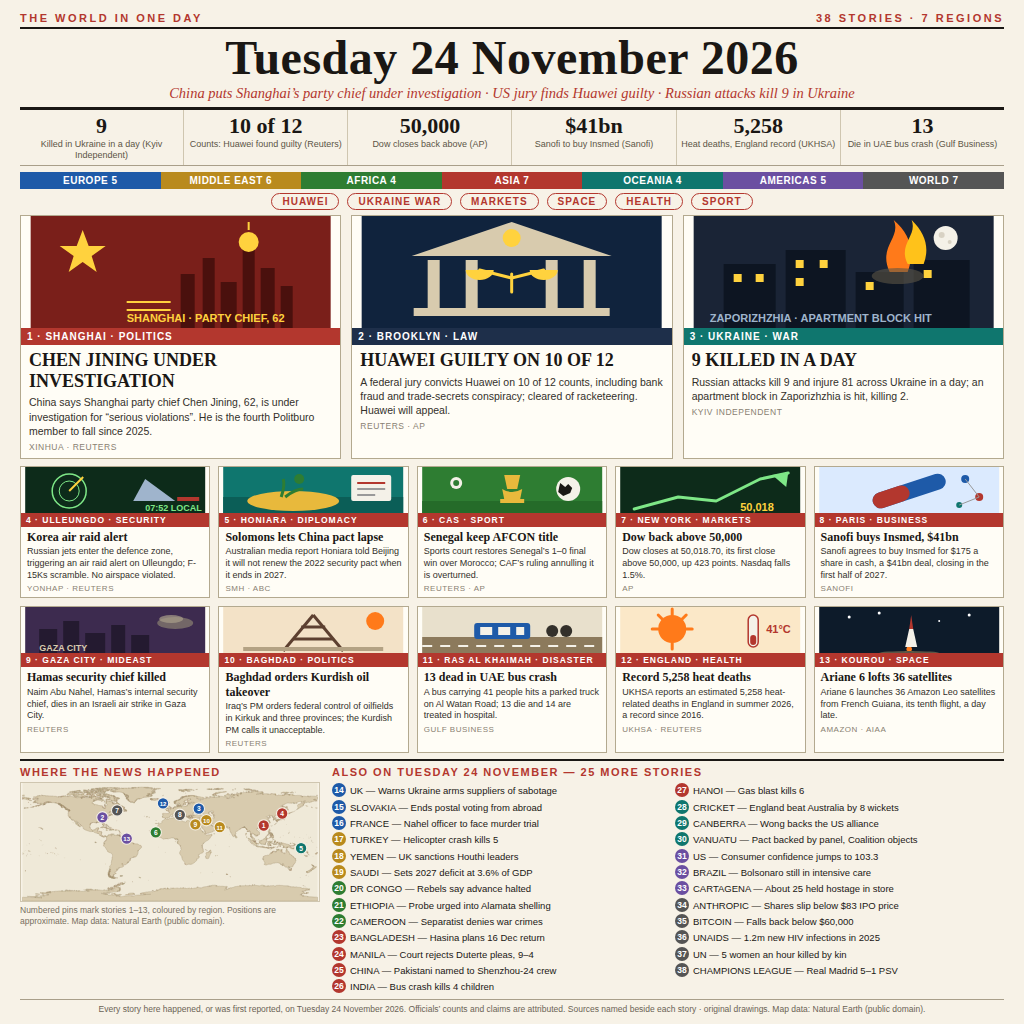 THE WORLD IN ONE DAY
38 STORIES · 7 REGIONS
Tuesday 24 November 2026
China puts Shanghai's party chief under investigation · US jury finds Huawei guilty · Russian attacks kill 9 in Ukraine
9
Killed in Ukraine in a day (Kyiv
Independent)
10 of 12
Counts: Huawei found guilty (Reuters)
50,000
Dow closes back above (AP)
$41bn
Sanofi to buy Insmed (Sanofi)
5,258
Heat deaths, England record (UKHSA)
13
Die in UAE bus crash (Gulf Business)
EUROPE 5
MIDDLE EAST 6
AFRICA 4
ASIA 7
OCEANIA 4
AMERICAS 5
WORLD 7
HUAWEI
UKRAINE WAR
MARKETS
SPACE
HEALTH
SPORT
SHANGHAI · PARTY CHIEF, 62
1 · SHANGHAI · POLITICS
CHEN JINING UNDER
INVESTIGATION
China says Shanghai party chief Chen Jining, 62, is under
investigation for “serious violations”. He is the fourth Politburo
member to fall since 2025.
XINHUA · REUTERS
2 · BROOKLYN · LAW
HUAWEI GUILTY ON 10 OF 12
A federal jury convicts Huawei on 10 of 12 counts, including bank
fraud and trade-secrets conspiracy; cleared of racketeering.
Huawei will appeal.
REUTERS · AP
ZAPORIZHZHIA · APARTMENT BLOCK HIT
3 · UKRAINE · WAR
9 KILLED IN A DAY
Russian attacks kill 9 and injure 81 across Ukraine in a day; an
apartment block in Zaporizhzhia is hit, killing 2.
KYIV INDEPENDENT
07:52 LOCAL
4 · ULLEUNGDO · SECURITY
Korea air raid alert
Russian jets enter the defence zone,
triggering an air raid alert on Ulleungdo; F-
15Ks scramble. No airspace violated.
YONHAP · REUTERS
5 · HONIARA · DIPLOMACY
Solomons lets China pact lapse
Australian media report Honiara told Beijing
it will not renew the 2022 security pact when
it ends in 2027.
SMH · ABC
6 · CAS · SPORT
Senegal keep AFCON title
Sports court restores Senegal's 1–0 final
win over Morocco; CAF's ruling annulling it
is overturned.
REUTERS · AP
50,018
7 · NEW YORK · MARKETS
Dow back above 50,000
Dow closes at 50,018.70, its first close
above 50,000, up 423 points. Nasdaq falls
1.5%.
AP
8 · PARIS · BUSINESS
Sanofi buys Insmed, $41bn
Sanofi agrees to buy Insmed for $175 a
share in cash, a $41bn deal, closing in the
first half of 2027.
SANOFI
GAZA CITY
9 · GAZA CITY · MIDEAST
Hamas security chief killed
Naim Abu Nahel, Hamas's internal security
chief, dies in an Israeli air strike in Gaza
City.
REUTERS
10 · BAGHDAD · POLITICS
Baghdad orders Kurdish oil
takeover
Iraq's PM orders federal control of oilfields
in Kirkuk and three provinces; the Kurdish
PM calls it unacceptable.
REUTERS
11 · RAS AL KHAIMAH · DISASTER
13 dead in UAE bus crash
A bus carrying 41 people hits a parked truck
on Al Watan Road; 13 die and 14 are
treated in hospital.
GULF BUSINESS
41°C
12 · ENGLAND · HEALTH
Record 5,258 heat deaths
UKHSA reports an estimated 5,258 heat-
related deaths in England in summer 2026,
a record since 2016.
UKHSA · REUTERS
13 · KOUROU · SPACE
Ariane 6 lofts 36 satellites
Ariane 6 launches 36 Amazon Leo satellites
from French Guiana, its tenth flight, a day
late.
AMAZON · AIAA
WHERE THE NEWS HAPPENED
2
7
13
12
8
3
9
10
11
6
1
4
5
Numbered pins mark stories 1–13, coloured by region. Positions are
approximate. Map data: Natural Earth (public domain).
ALSO ON TUESDAY 24 NOVEMBER — 25 MORE STORIES
14 UK — Warns Ukraine arms suppliers of sabotage
15 SLOVAKIA — Ends postal voting from abroad
16 FRANCE — Nahel officer to face murder trial
17 TURKEY — Helicopter crash kills 5
18 YEMEN — UK sanctions Houthi leaders
19 SAUDI — Sets 2027 deficit at 3.6% of GDP
20 DR CONGO — Rebels say advance halted
21 ETHIOPIA — Probe urged into Alamata shelling
22 CAMEROON — Separatist denies war crimes
23 BANGLADESH — Hasina plans 16 Dec return
24 MANILA — Court rejects Duterte pleas, 9–4
25 CHINA — Pakistani named to Shenzhou-24 crew
26 INDIA — Bus crash kills 4 children
27 HANOI — Gas blast kills 6
28 CRICKET — England beat Australia by 8 wickets
29 CANBERRA — Wong backs the US alliance
30 VANUATU — Pact backed by panel, Coalition objects
31 US — Consumer confidence jumps to 103.3
32 BRAZIL — Bolsonaro still in intensive care
33 CARTAGENA — About 25 held hostage in store
34 ANTHROPIC — Shares slip below $83 IPO price
35 BITCOIN — Falls back below $60,000
36 UNAIDS — 1.2m new HIV infections in 2025
37 UN — 5 women an hour killed by kin
38 CHAMPIONS LEAGUE — Real Madrid 5–1 PSV
Every story here happened, or was first reported, on Tuesday 24 November 2026. Officials' counts and claims are attributed. Sources named beside each story · original drawings. Map data: Natural Earth (public domain).